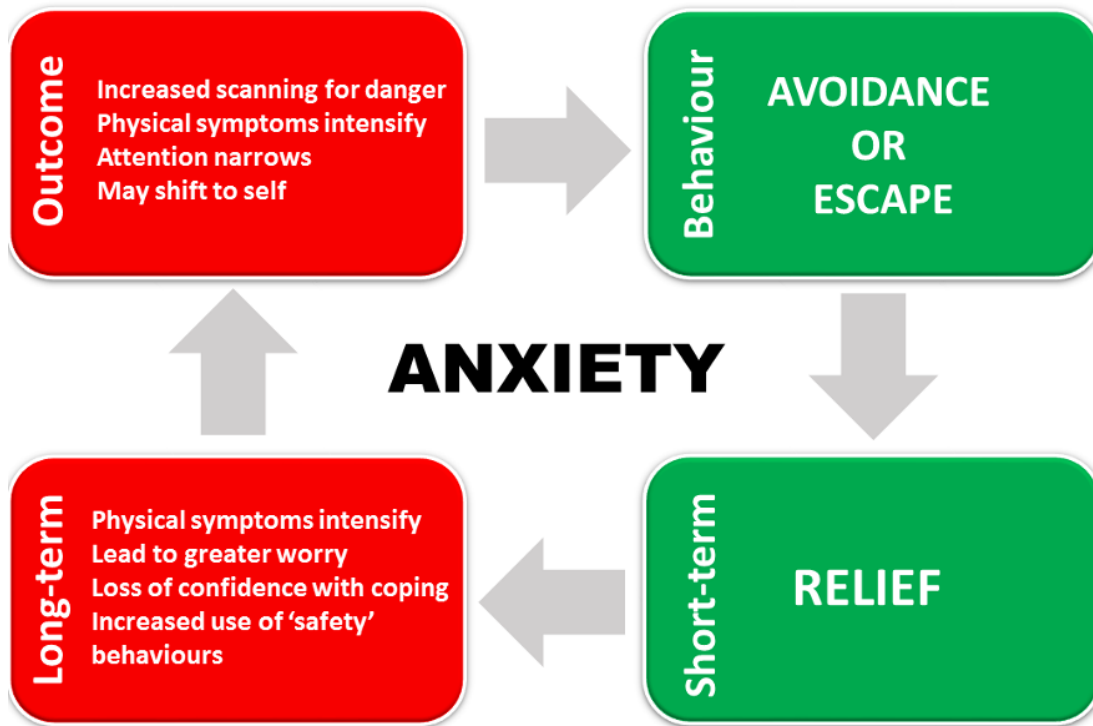 Outcome
Increased scanning for danger
Physical symptoms intensify
Attention narrows
May shift to self
Behaviour
AVOIDANCE
OR
ESCAPE
ANXIETY
Long-term
Physical symptoms intensify
Lead to greater worry
Loss of confidence with coping
Increased use of ‘safety’
behaviours
Short-term
RELIEF